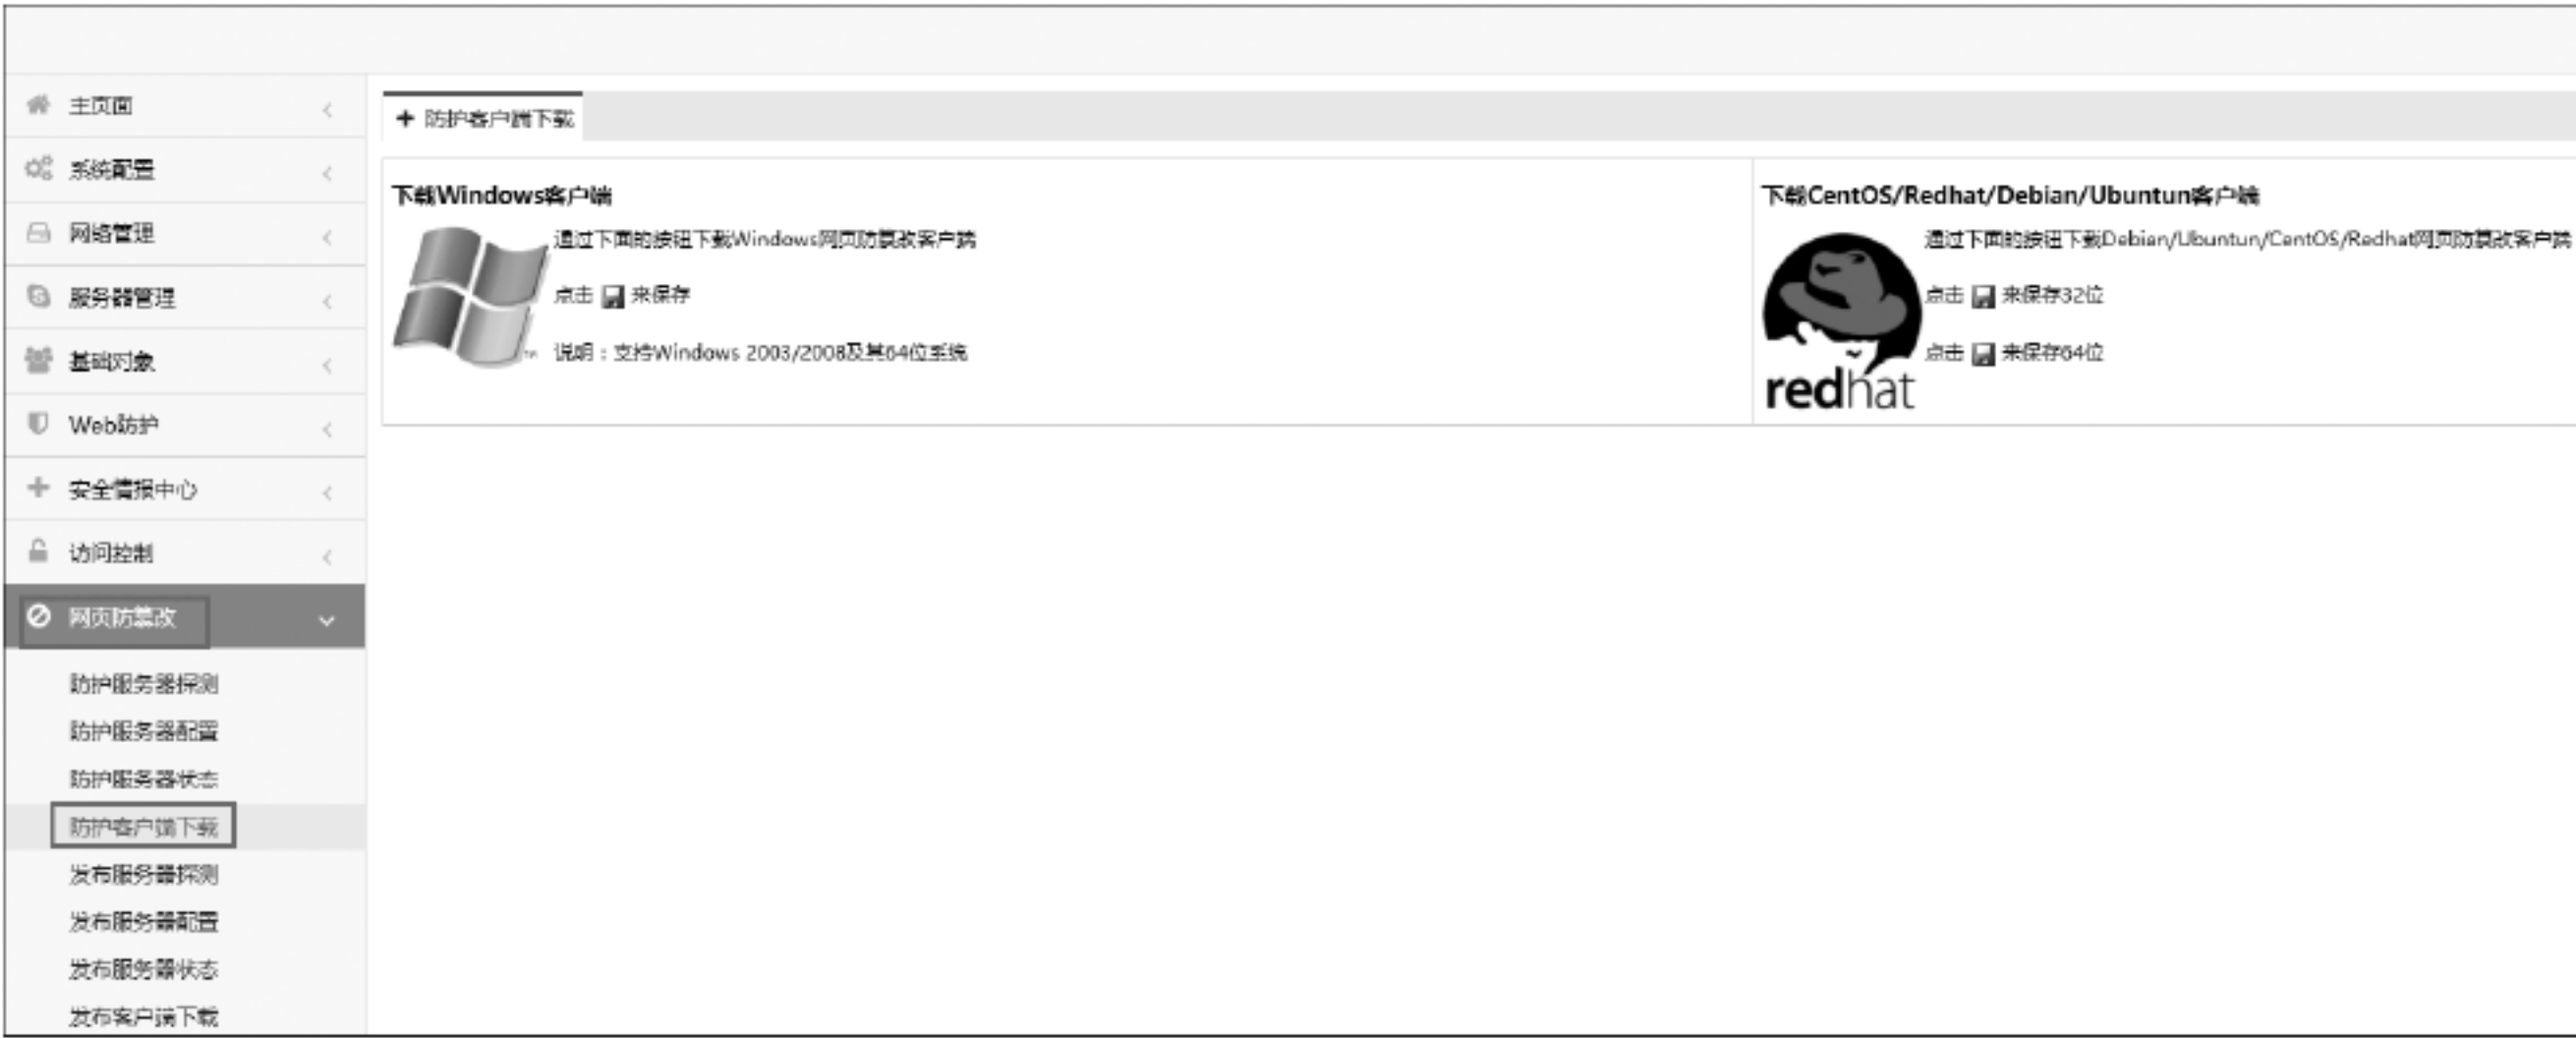 主页面
系统配置
网络管理
服务器管理
基础对象
Web防护
安全情报中心
访问控制
网页防篡改
防护服务器探测
防护服务器配置
防护服务器状态
防护客户端下载
发布服务器探测
发布服务器配置
发布服务器状态
发布客户端下载
防护客户端下载
下载Windows客户端
通过下面的按钮下载Windows网页防篡改客户端
点击 来保存
说明：支持Windows 2003/2008及其64位系统
下载CentOS/Redhat/Debian/Ubuntun客户端
通过下面的按钮下载Debian/Ubuntun/CentOS/Redhat网页防篡改客户端
点击 来保存32位
点击 来保存64位
redhat